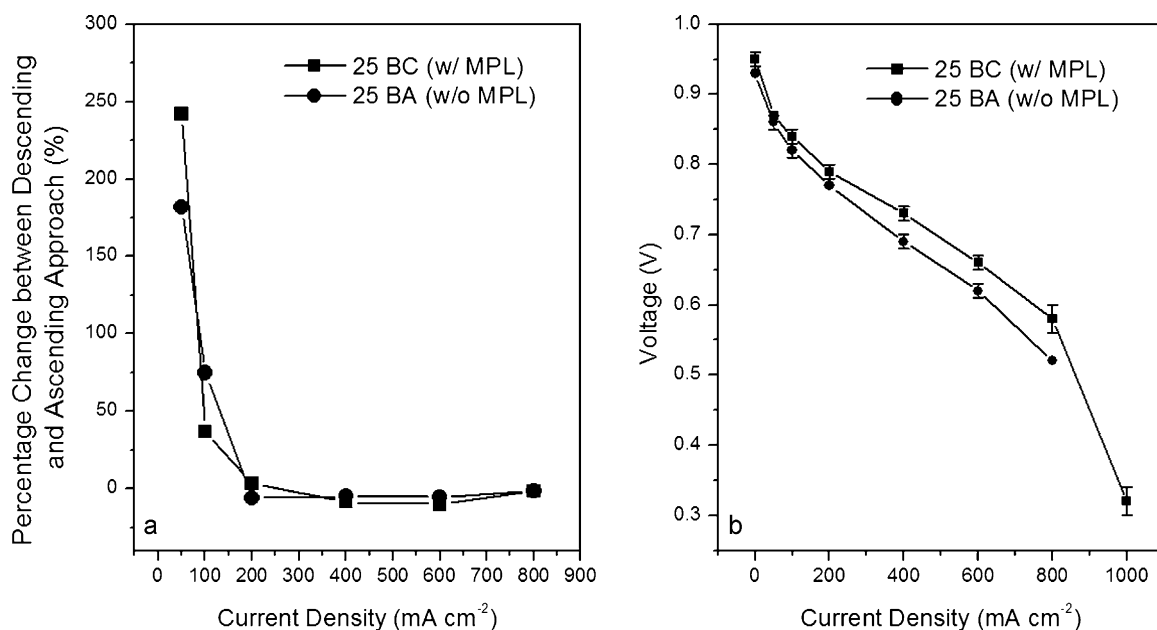 Percentage Change between Descending
and Ascending Approach (%)
300
250
200
150
100
50
0
25 BC (w/ MPL)
25 BA (w/o MPL)
a
0 100 200 300 400 500 600 700 800 900
Current Density (mA cm-2)
Voltage (V)
1.0
0.9
0.8
0.7
0.6
0.5
0.4
0.3
25 BC (w/ MPL)
25 BA (w/o MPL)
b
0 200 400 600 800 1000
Current Density (mA cm-2)